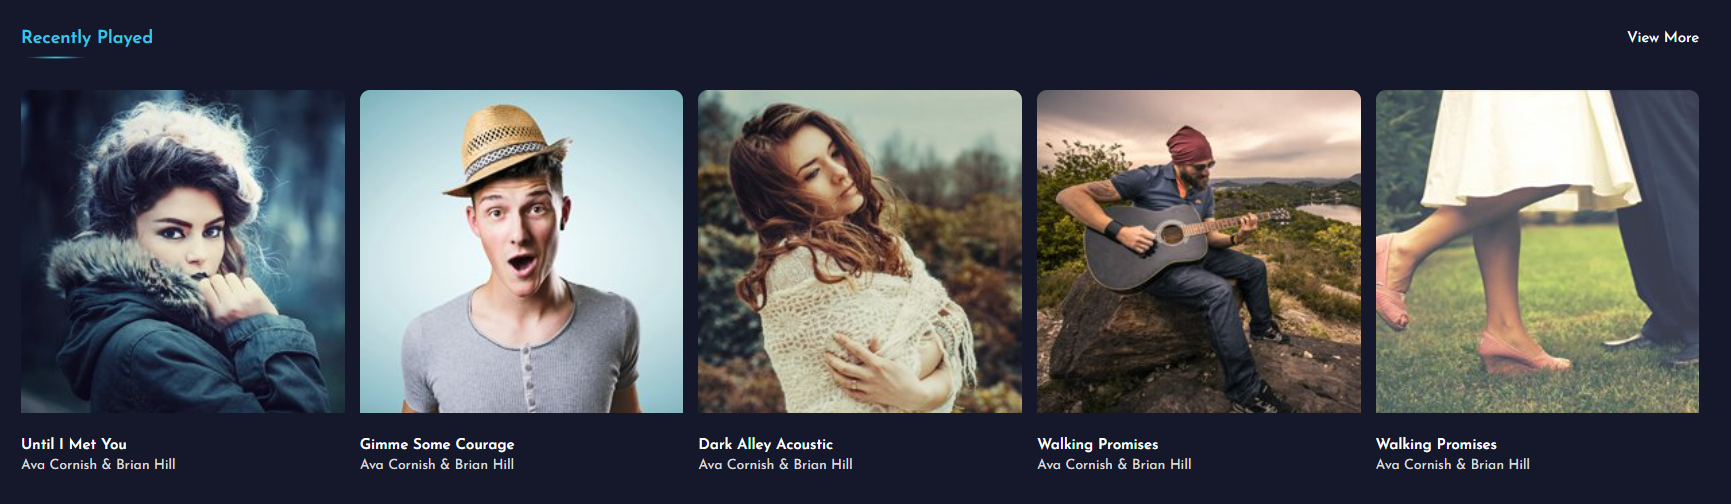 Recently Played
View More
Until I Met You
Ava Cornish & Brian Hill
Gimme Some Courage
Ava Cornish & Brian Hill
Dark Alley Acoustic
Ava Cornish & Brian Hill
Walking Promises
Ava Cornish & Brian Hill
Walking Promises
Ava Cornish & Brian Hill